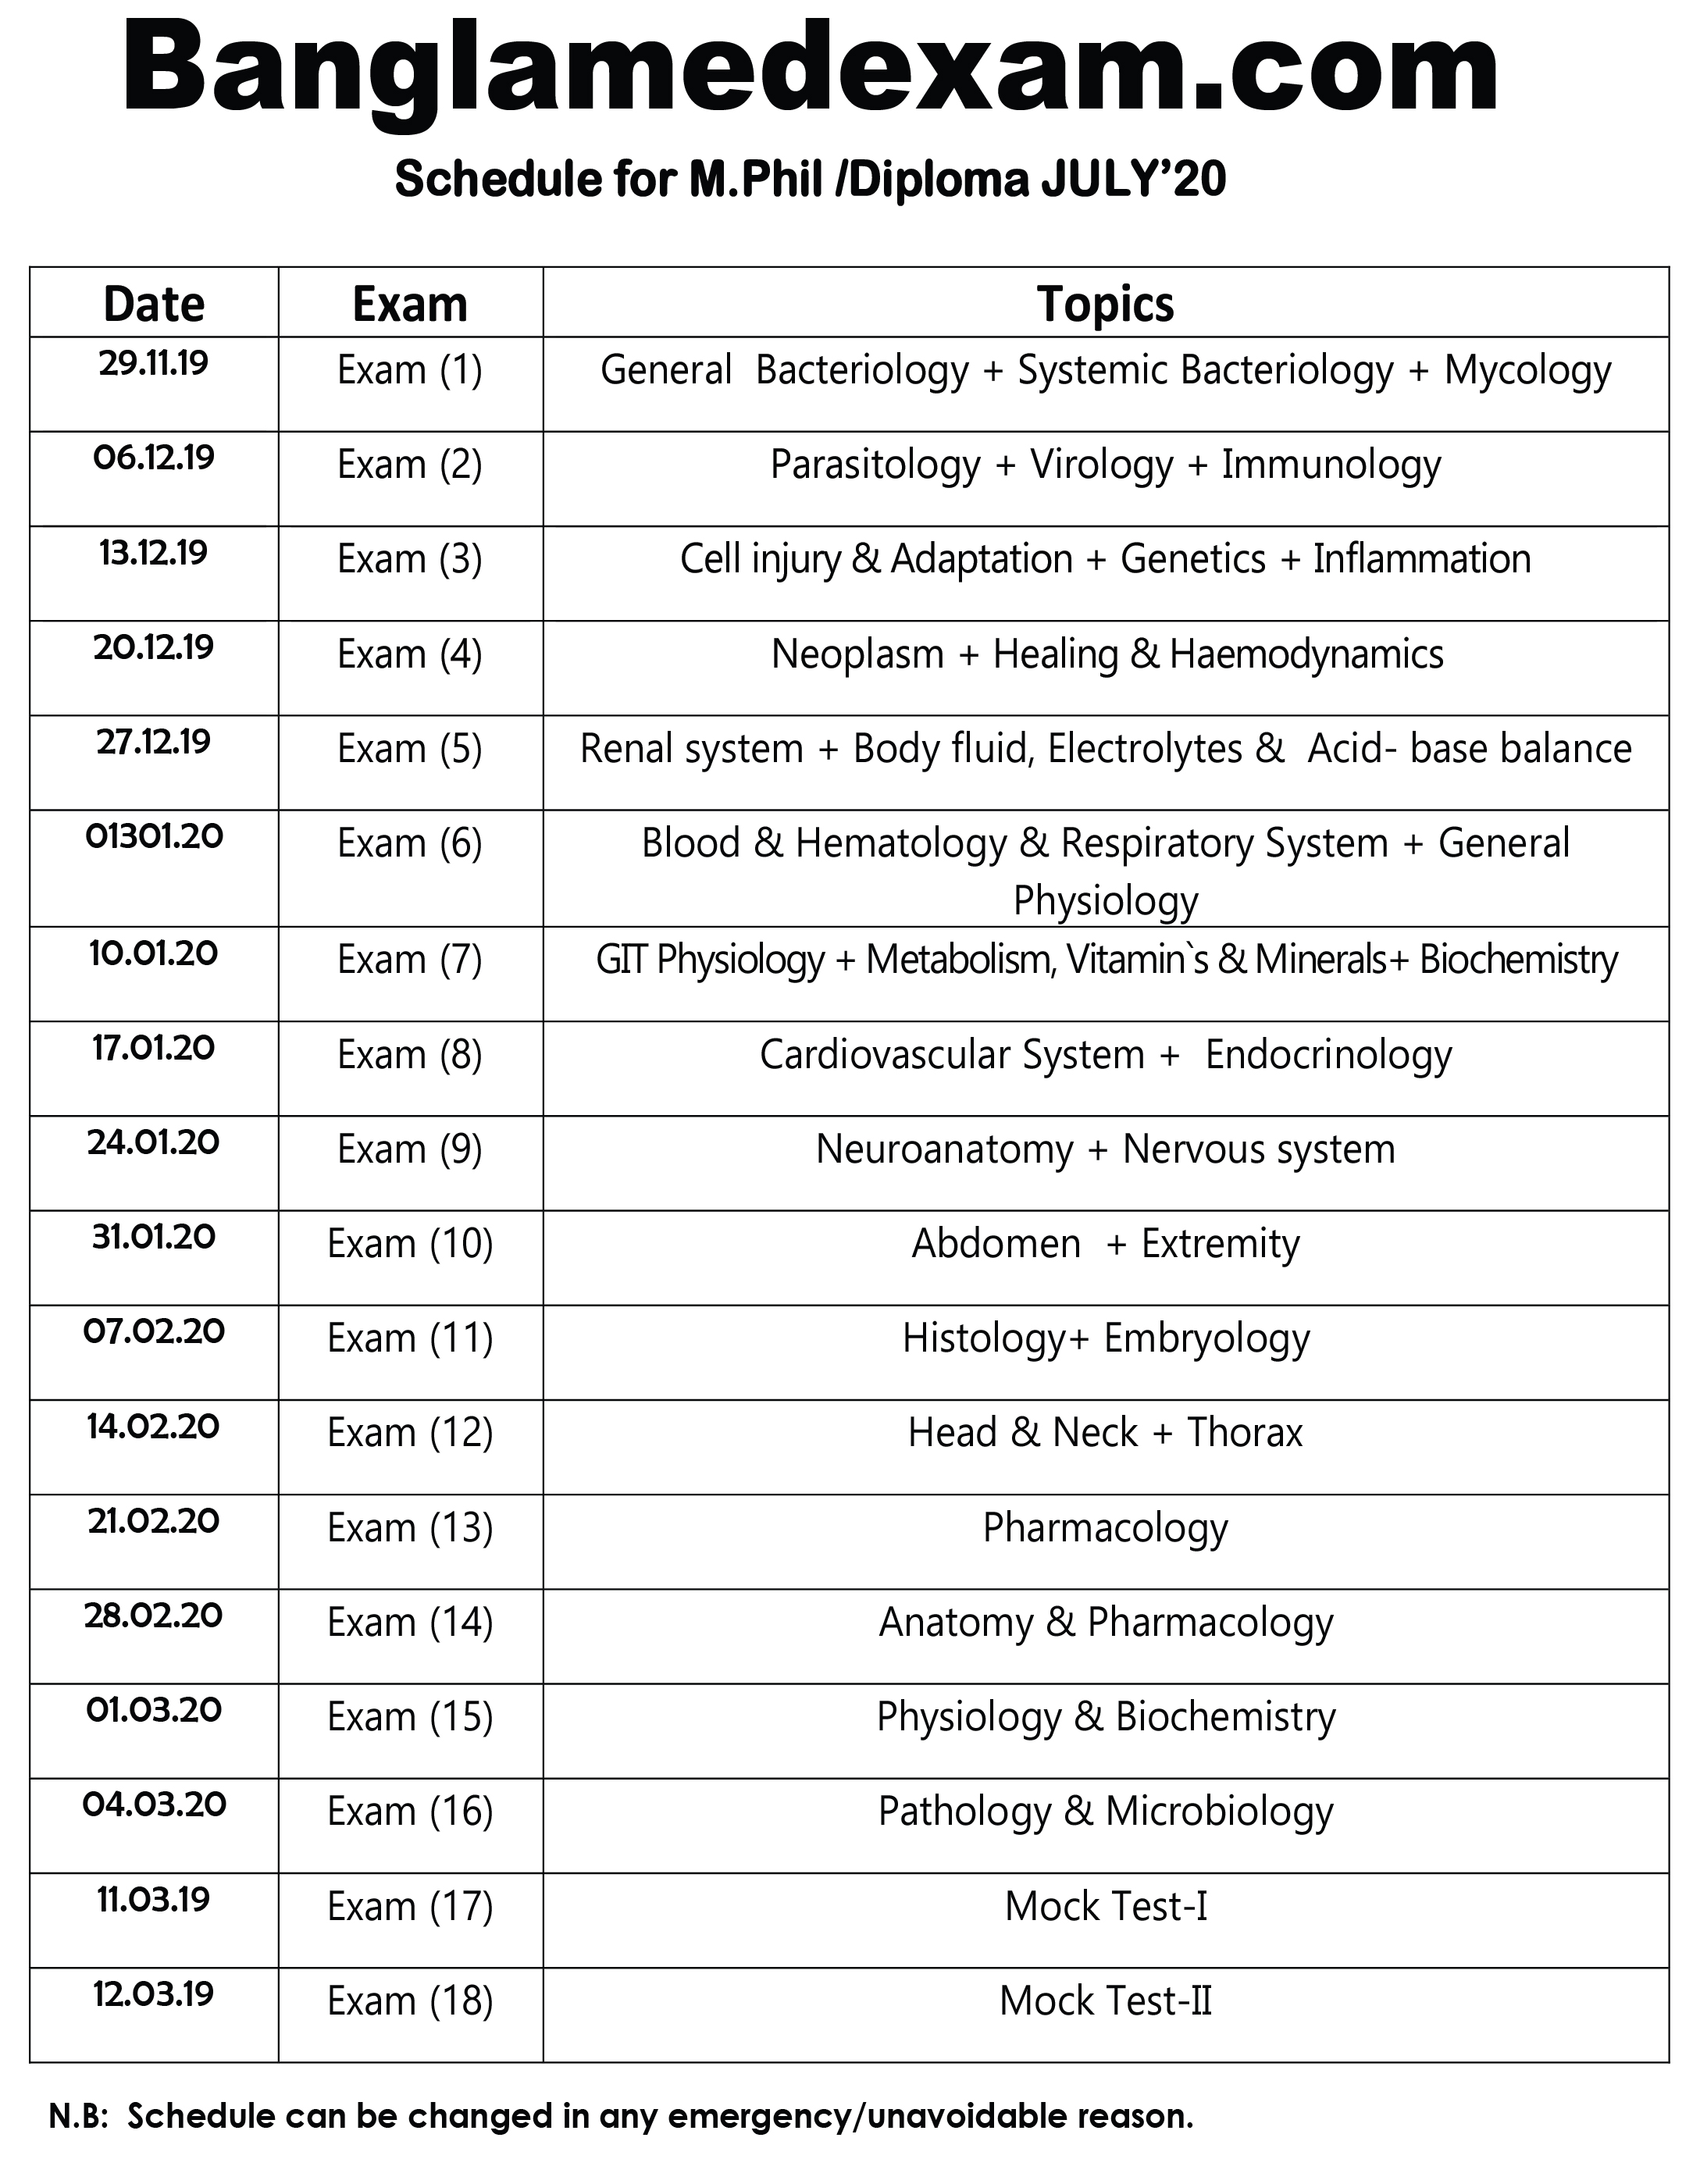 Banglamedexam.com
Schedule for M.Phil /Diploma JULY’20
Date Exam Topics
29.11.19 Exam (1) General Bacteriology + Systemic Bacteriology + Mycology
06.12.19 Exam (2) Parasitology + Virology + Immunology
13.12.19 Exam (3) Cell injury & Adaptation + Genetics + Inflammation
20.12.19 Exam (4) Neoplasm + Healing & Haemodynamics
27.12.19 Exam (5) Renal system + Body fluid, Electrolytes & Acid- base balance
01301.20 Exam (6) Blood & Hematology & Respiratory System + General
Physiology
10.01.20 Exam (7) GIT Physiology + Metabolism, Vitamin`s & Minerals+ Biochemistry
17.01.20 Exam (8) Cardiovascular System + Endocrinology
24.01.20 Exam (9) Neuroanatomy + Nervous system
31.01.20 Exam (10) Abdomen + Extremity
07.02.20 Exam (11) Histology+ Embryology
14.02.20 Exam (12) Head & Neck + Thorax
21.02.20 Exam (13) Pharmacology
28.02.20 Exam (14) Anatomy & Pharmacology
01.03.20 Exam (15) Physiology & Biochemistry
04.03.20 Exam (16) Pathology & Microbiology
11.03.19 Exam (17) Mock Test-I
12.03.19 Exam (18) Mock Test-II
N.B: Schedule can be changed in any emergency/unavoidable reason.